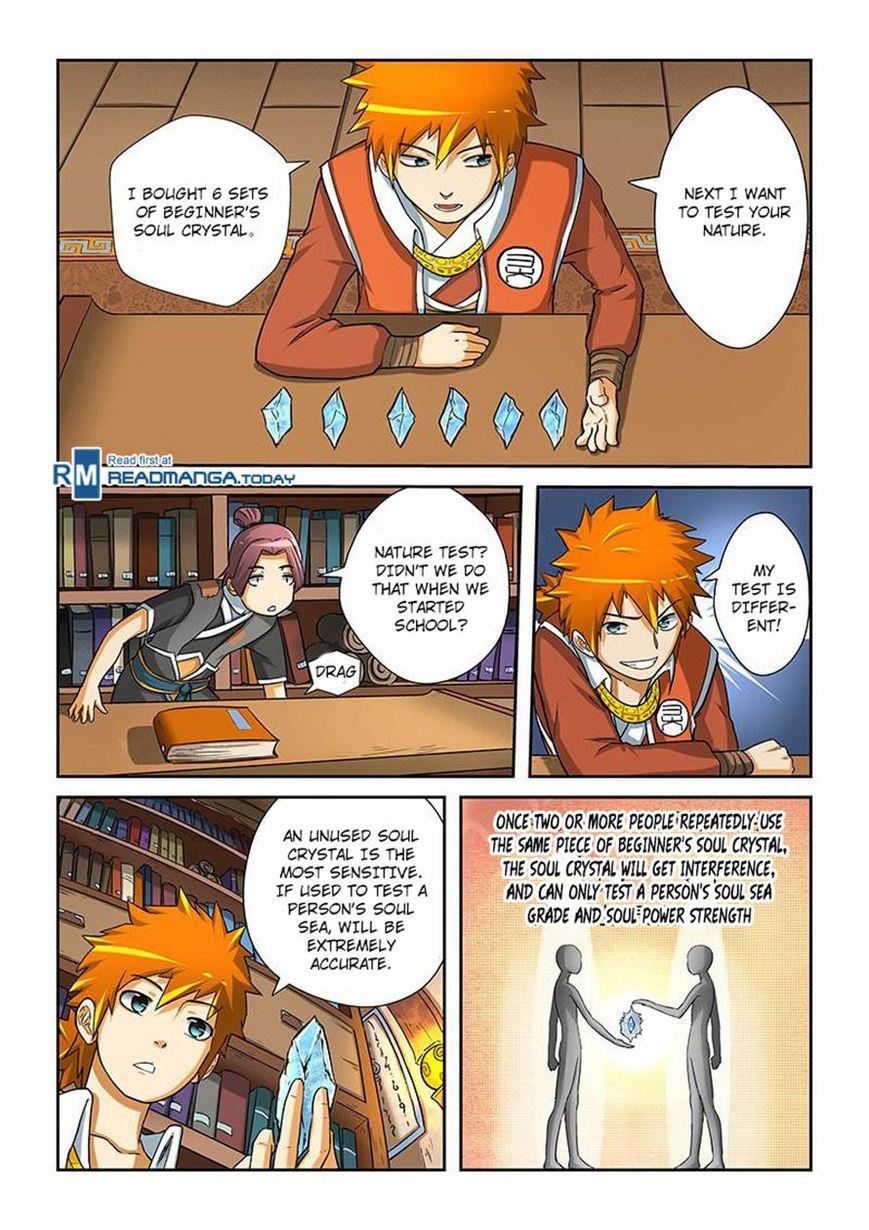 I BOUGHT 6 SETS
OF BEGINNER'S
SOUL CRYSTAL。
NEXT I WANT
TO TEST YOUR
NATURE.
RM
Read first at
READMANGA.TODAY
NATURE TEST?
DIDN'T WE DO
THAT WHEN WE
STARTED
SCHOOL?
DRAG
MY
TEST IS
DIFFER-
ENT!
AN UNUSED SOUL
CRYSTAL IS THE
MOST SENSITIVE.
IF USED TO TEST A
PERSON'S SOUL
SEA, WILL BE
EXTREMELY
ACCURATE.
ONCE TWO OR MORE PEOPLE REPEATEDLY USE
THE SAME PIECE OF BEGINNER'S SOUL CRYSTAL,
THE SOUL CRYSTAL WILL GET INTERFERENCE,
AND CAN ONLY TEST A PERSON'S SOUL SEA
GRADE AND SOUL POWER STRENGTH